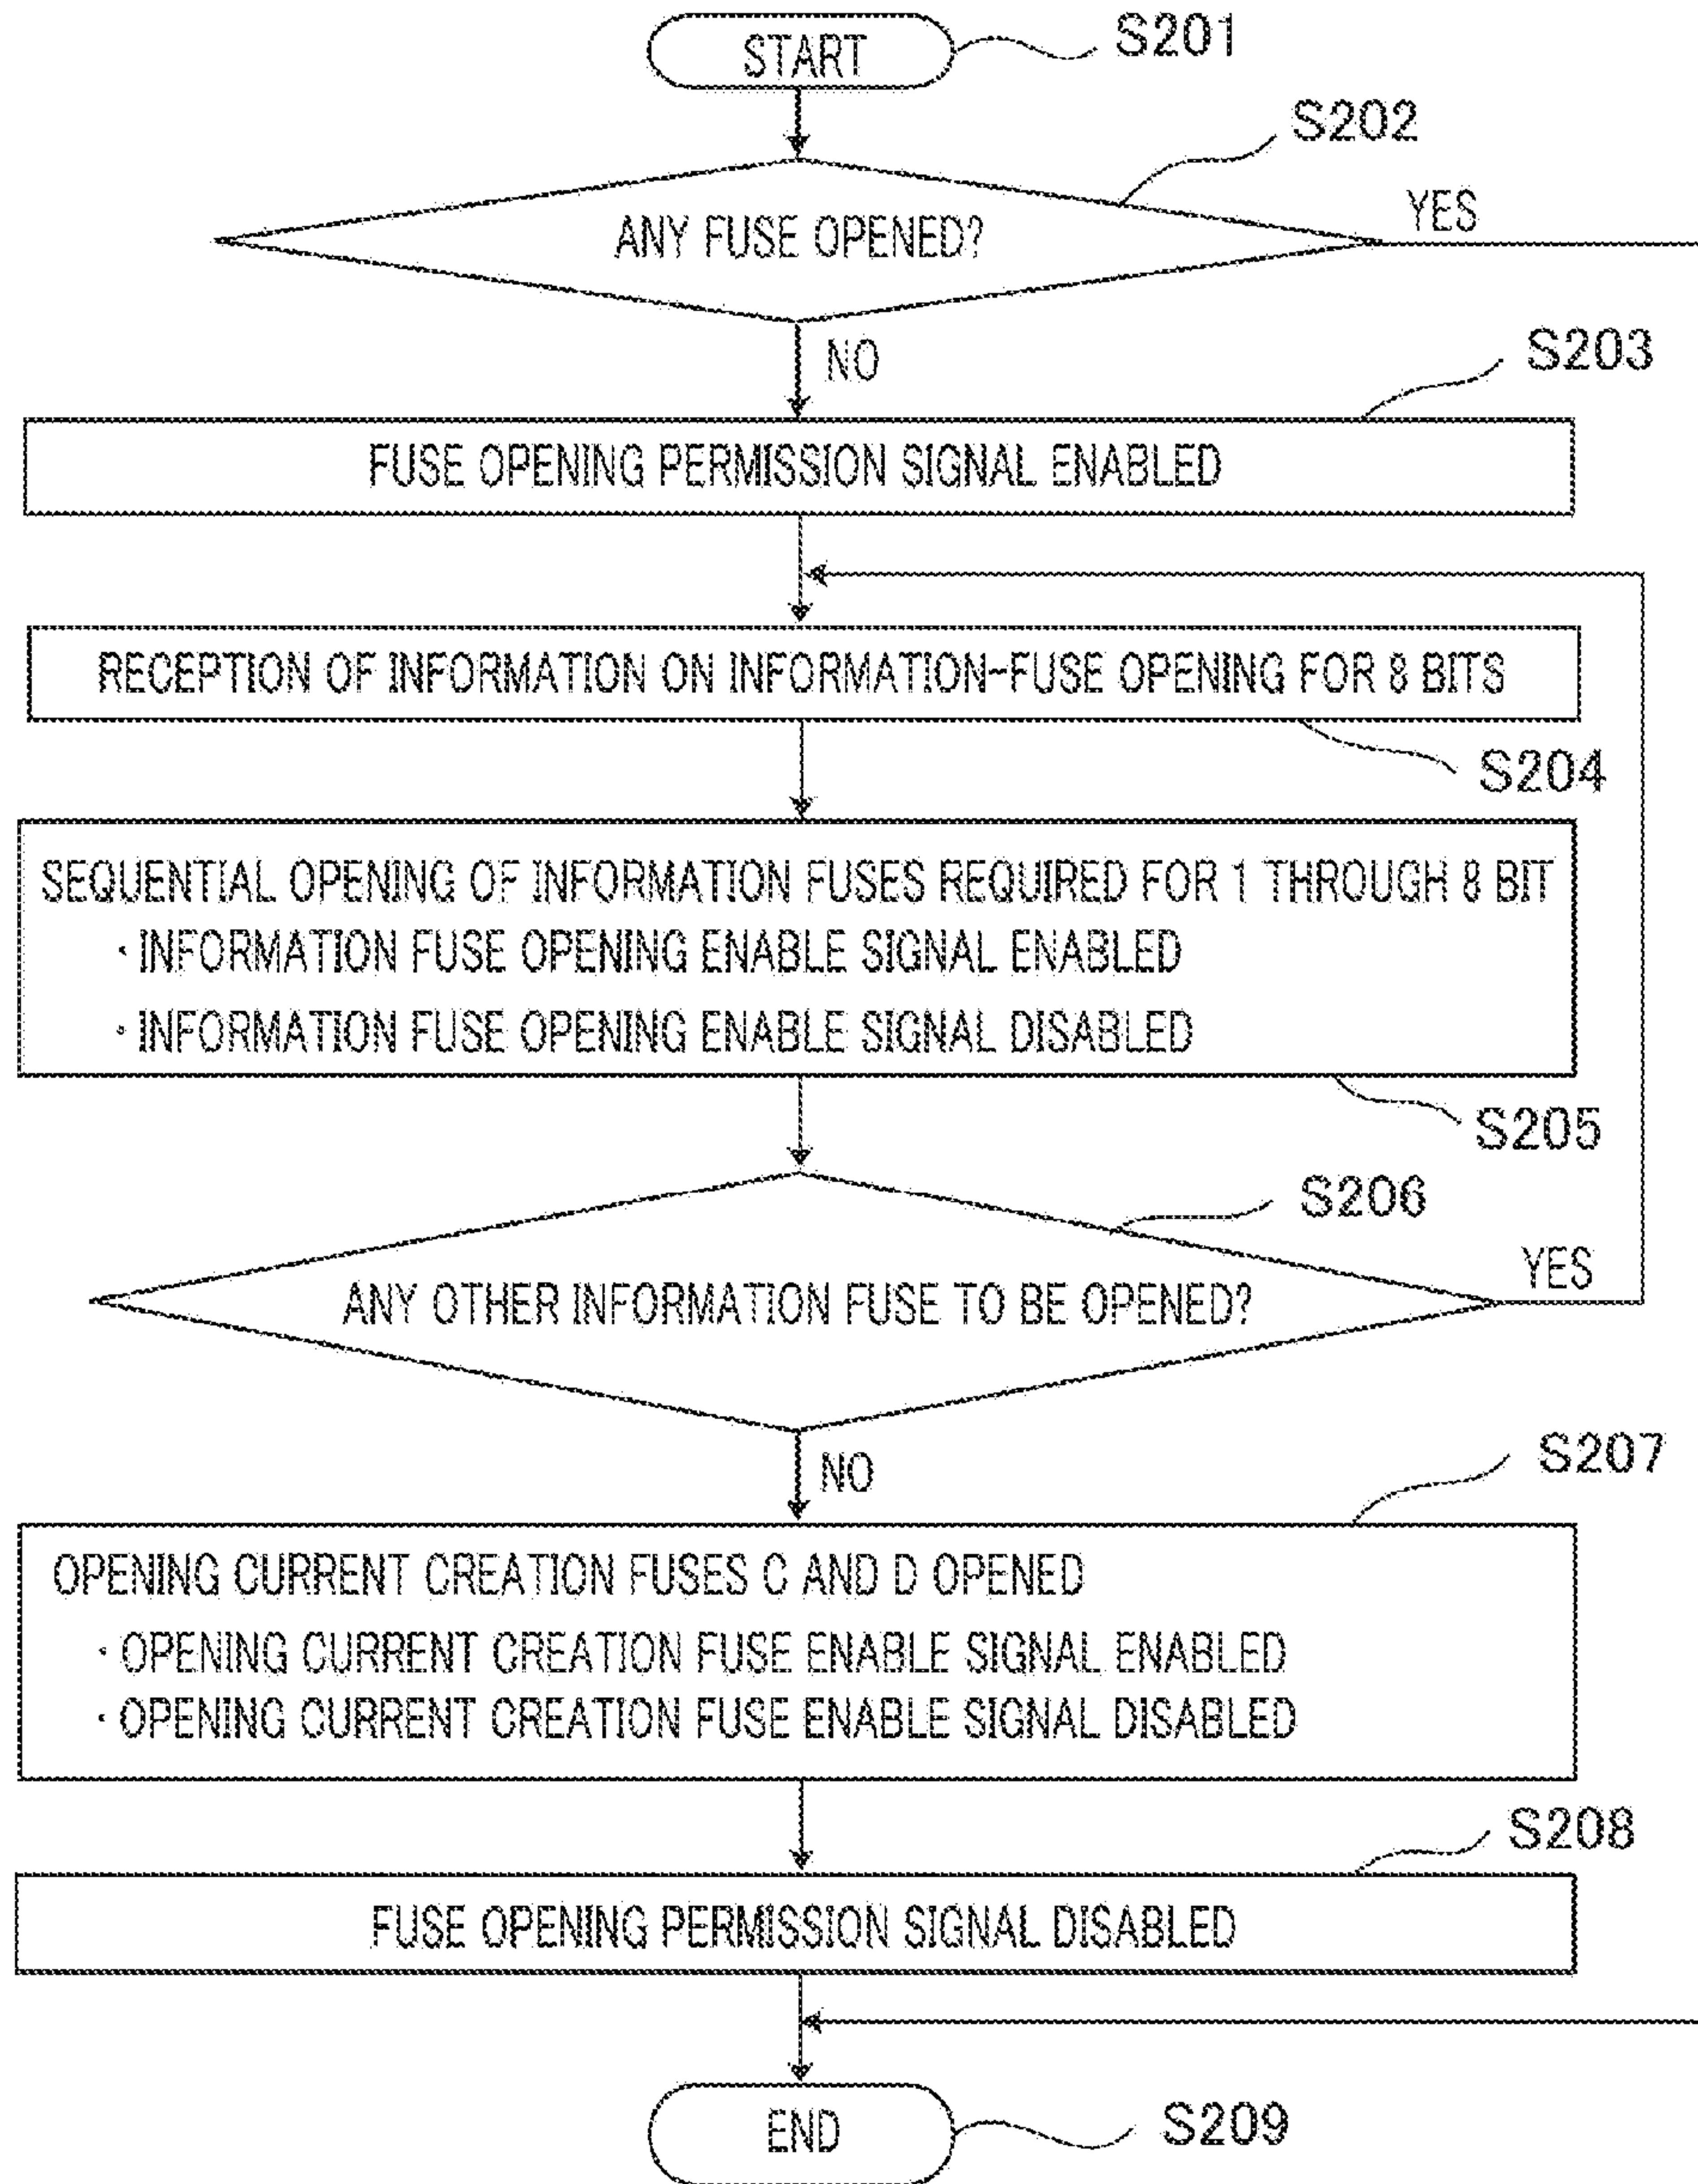 START
S201
S202
ANY FUSE OPENED?
YES
NO
S203
FUSE OPENING PERMISSION SIGNAL ENABLED
RECEPTION OF INFORMATION ON INFORMATION-FUSE OPENING FOR 8 BITS
S204
SEQUENTIAL OPENING OF INFORMATION FUSES REQUIRED FOR 1 THROUGH 8 BIT
・INFORMATION FUSE OPENING ENABLE SIGNAL ENABLED
・INFORMATION FUSE OPENING ENABLE SIGNAL DISABLED
S205
S206
ANY OTHER INFORMATION FUSE TO BE OPENED?
YES
NO
S207
OPENING CURRENT CREATION FUSES C AND D OPENED
・OPENING CURRENT CREATION FUSE ENABLE SIGNAL ENABLED
・OPENING CURRENT CREATION FUSE ENABLE SIGNAL DISABLED
S208
FUSE OPENING PERMISSION SIGNAL DISABLED
END
S209